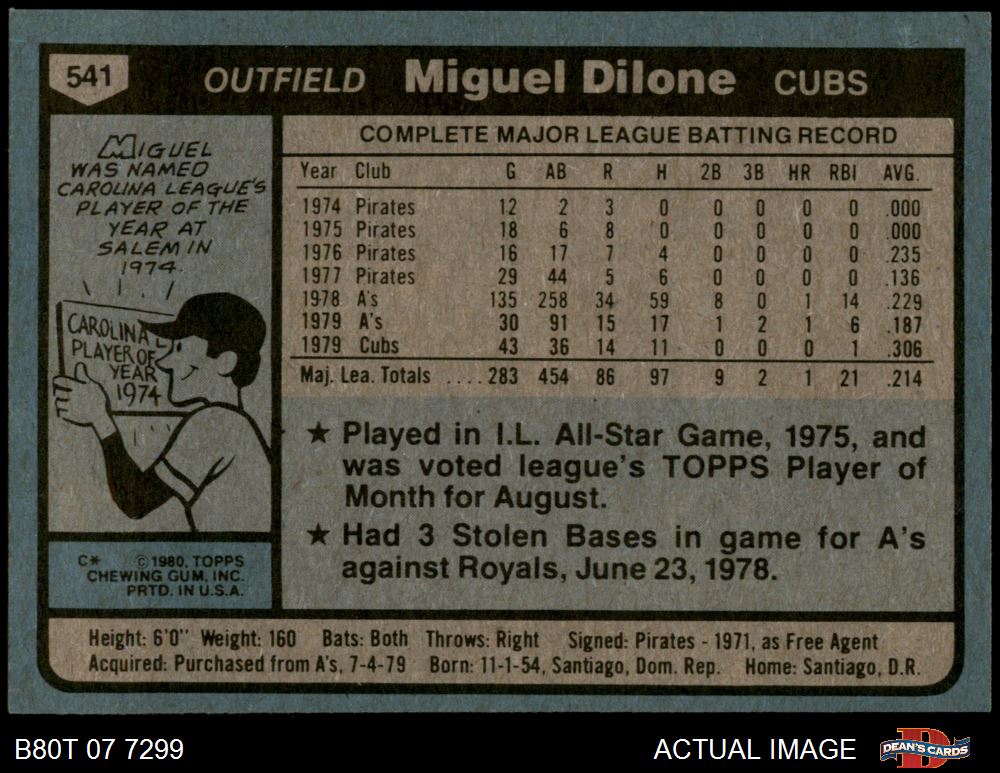 541 OUTFIELD Miguel Dilone CUBS
MIGUEL
WAS NAMED
CAROLINA LEAGUE'S
PLAYER OF THE
YEAR AT
SALEM IN
1974.
CAROLINA
PLAYER OF
YEAR
1974
C* © 1980, TOPPS
CHEWING GUM, INC.
PRTD. IN U.S.A.
COMPLETE MAJOR LEAGUE BATTING RECORD
Year Club G AB R H 2B 3B HR RBI AVG.
1974 Pirates 12 2 3 0 0 0 0 0 .000
1975 Pirates 18 6 8 0 0 0 0 0 .000
1976 Pirates 16 17 7 4 0 0 0 0 .235
1977 Pirates 29 44 5 6 0 0 0 0 .136
1978 A's 135 258 34 59 8 0 1 14 .229
1979 A's 30 91 15 17 1 2 1 6 .187
1979 Cubs 43 36 14 11 0 0 0 1 .306
Maj. Lea. Totals .... 283 454 86 97 9 2 1 21 .214
★ Played in I.L. All-Star Game, 1975, and
was voted league's TOPPS Player of
Month for August.
★ Had 3 Stolen Bases in game for A's
against Royals, June 23, 1978.
Height: 6'0" Weight: 160 Bats: Both Throws: Right Signed: Pirates - 1971, as Free Agent
Acquired: Purchased from A's, 7-4-79 Born: 11-1-54, Santiago, Dom. Rep. Home: Santiago, D.R.
B80T 07 7299 ACTUAL IMAGE DEAN'S CARDS